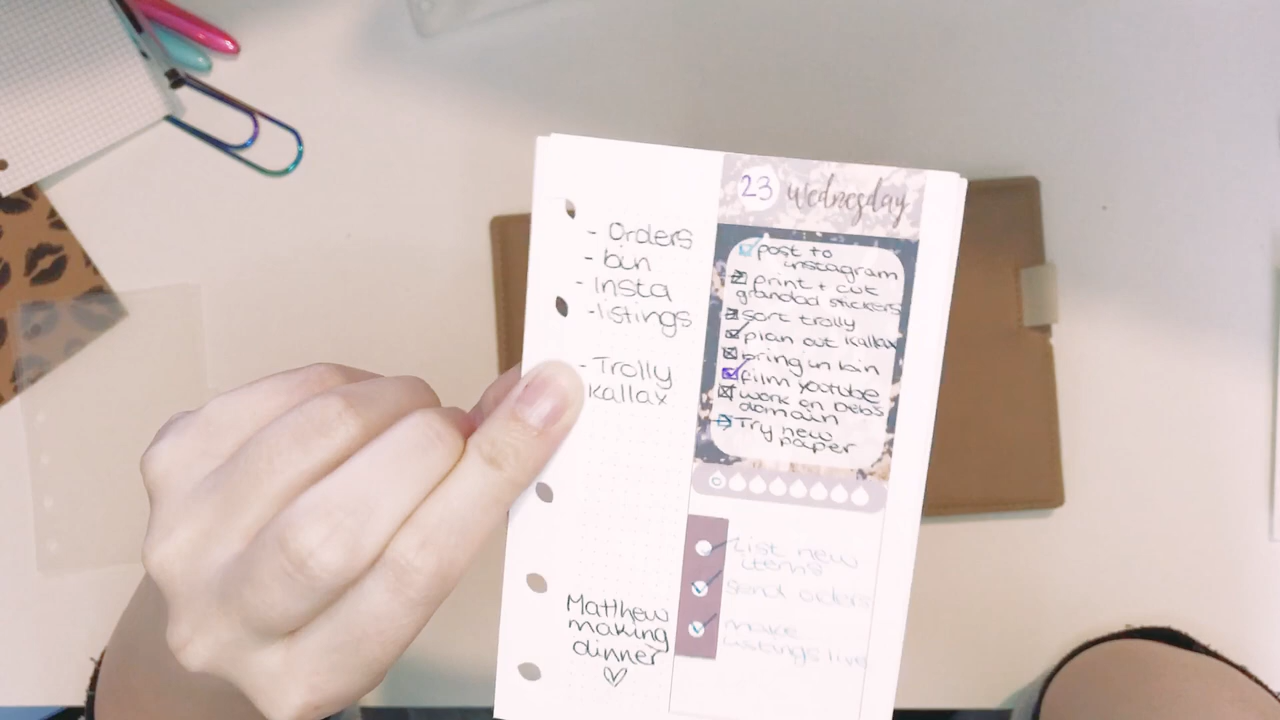 - Orders
- bin
- Insta
-listings
- Trolly
Kallax
Matthew
making
dinner
♡
23 Wednesday
post to
instagram
print + cut
grandad stickers
sort trolly
plan out Kallax
bring in bin
film youtube
work on Deb's
domain
Try new
paper
List new
items
Send orders
make
listings live